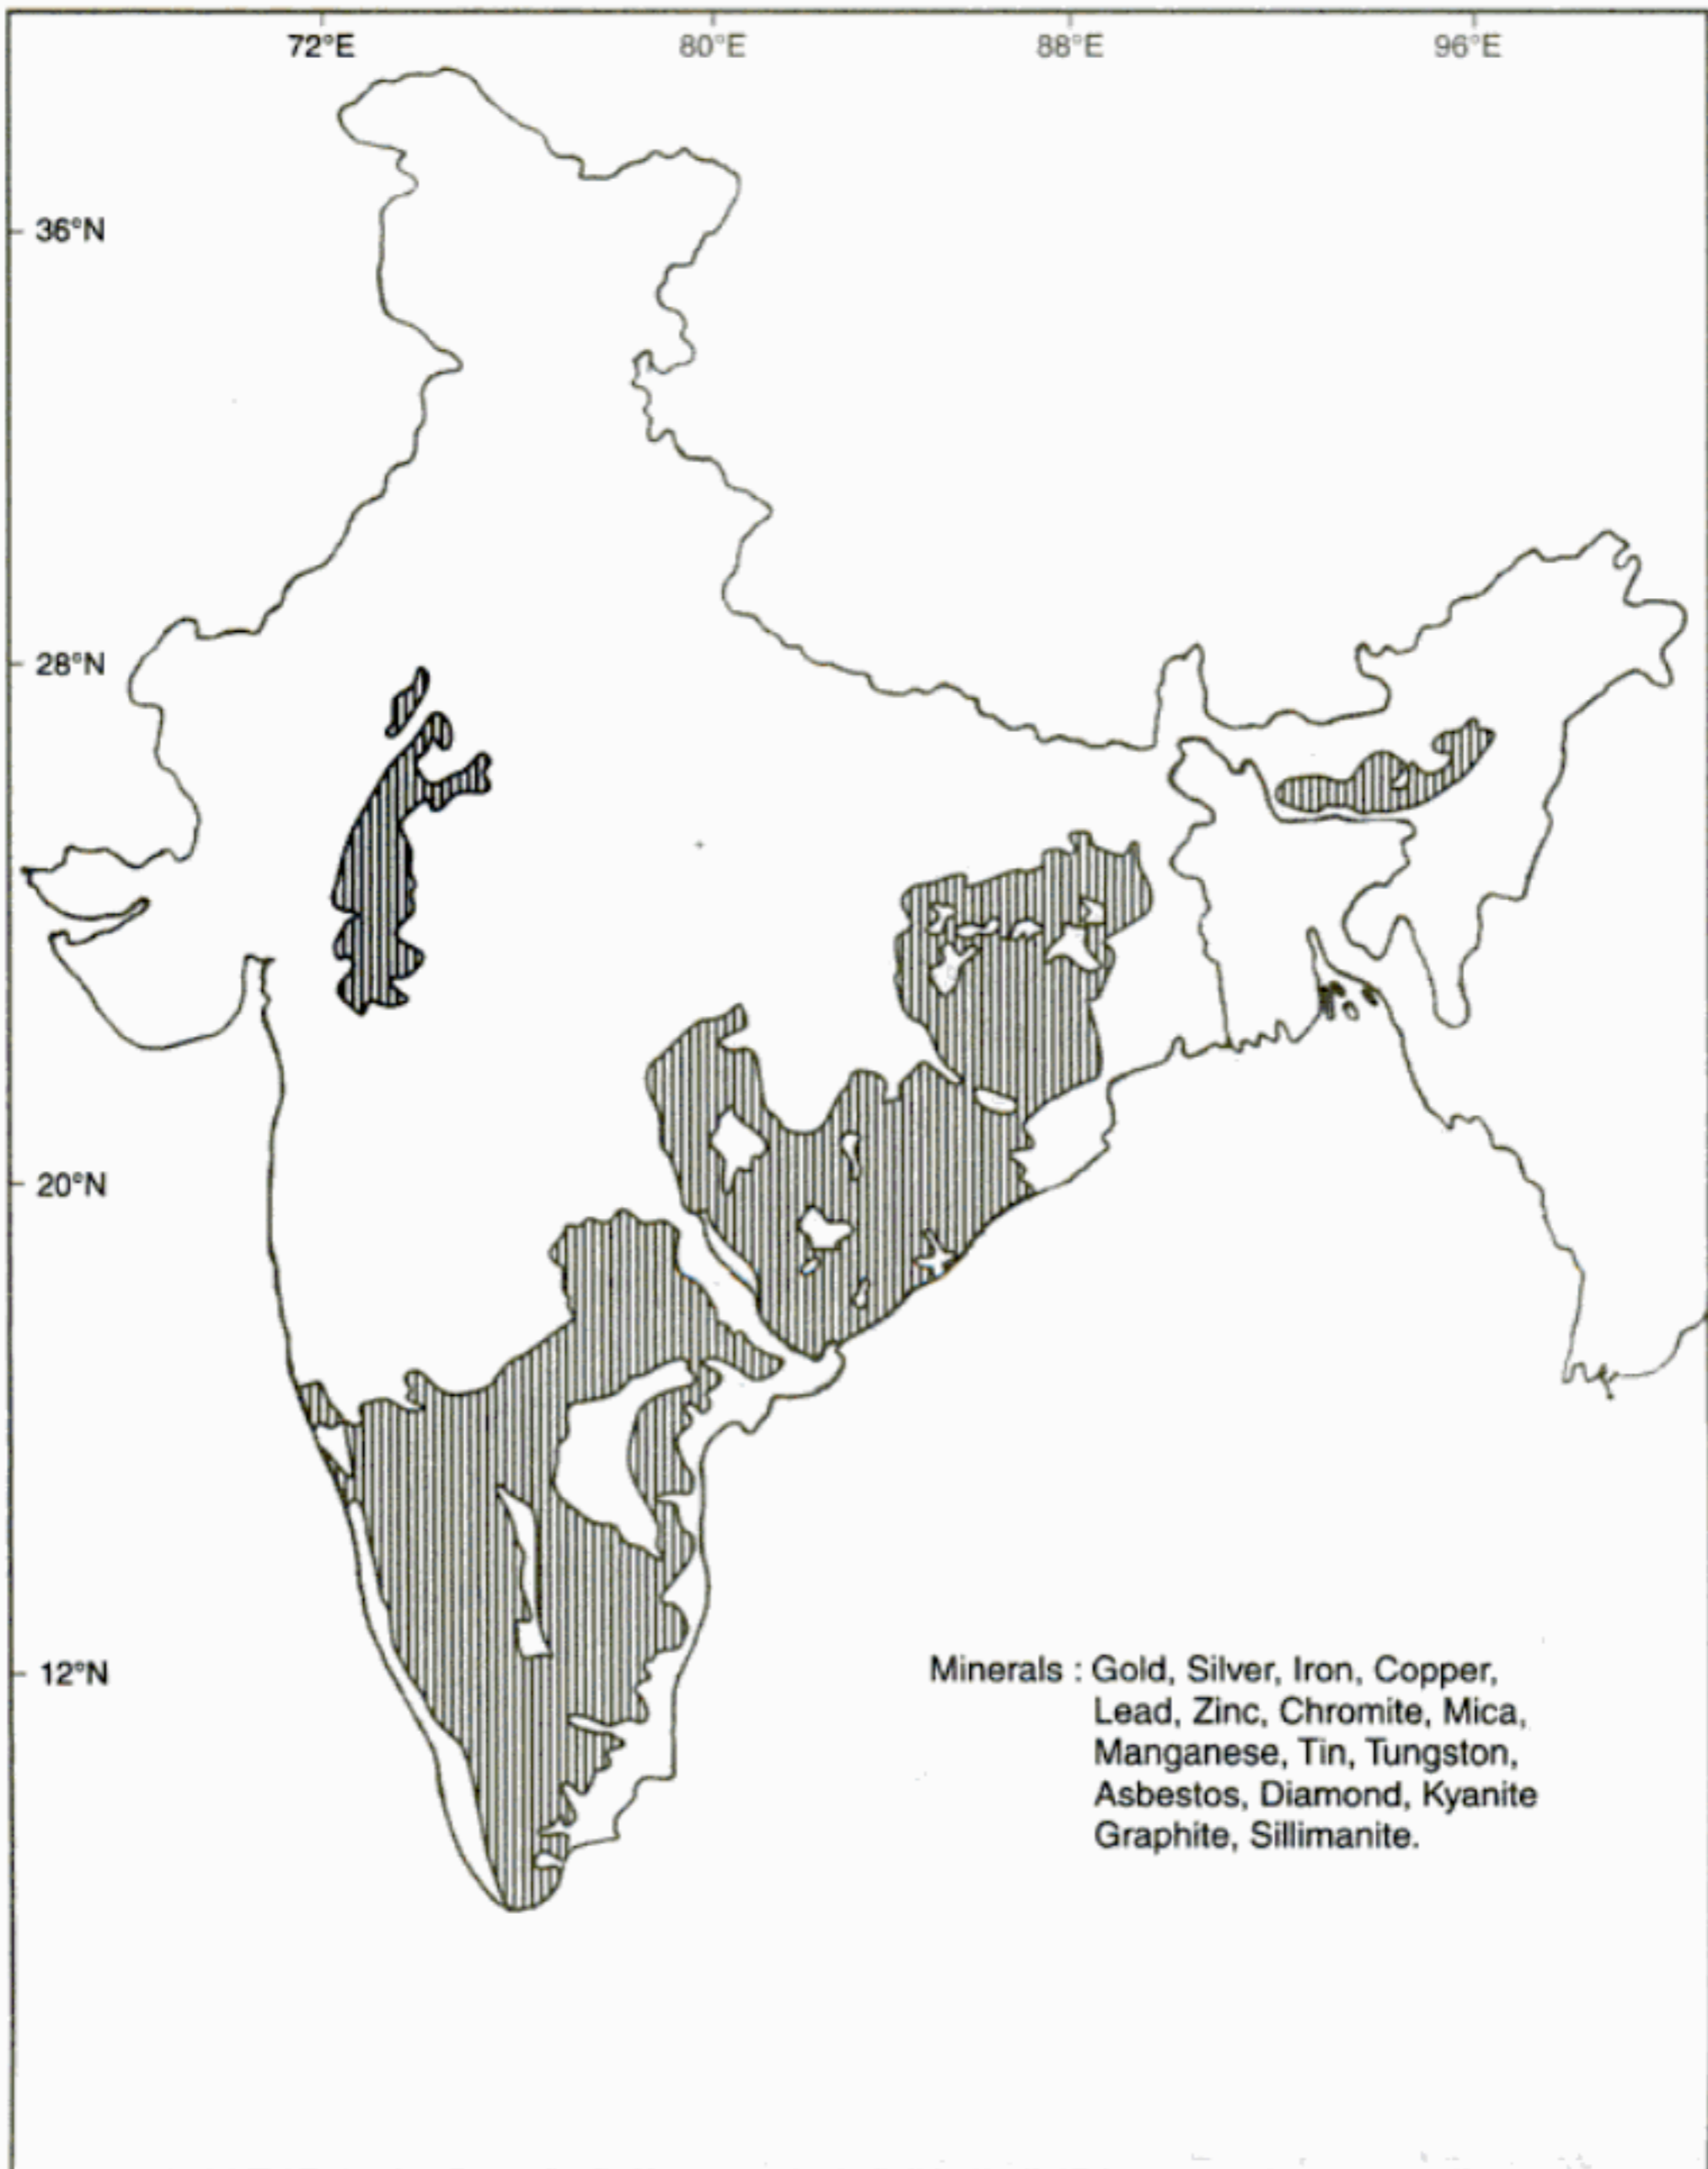 72°E 80°E 88°E 96°E
36°N
28°N
20°N
12°N
Minerals : Gold, Silver, Iron, Copper,
Lead, Zinc, Chromite, Mica,
Manganese, Tin, Tungston,
Asbestos, Diamond, Kyanite
Graphite, Sillimanite.